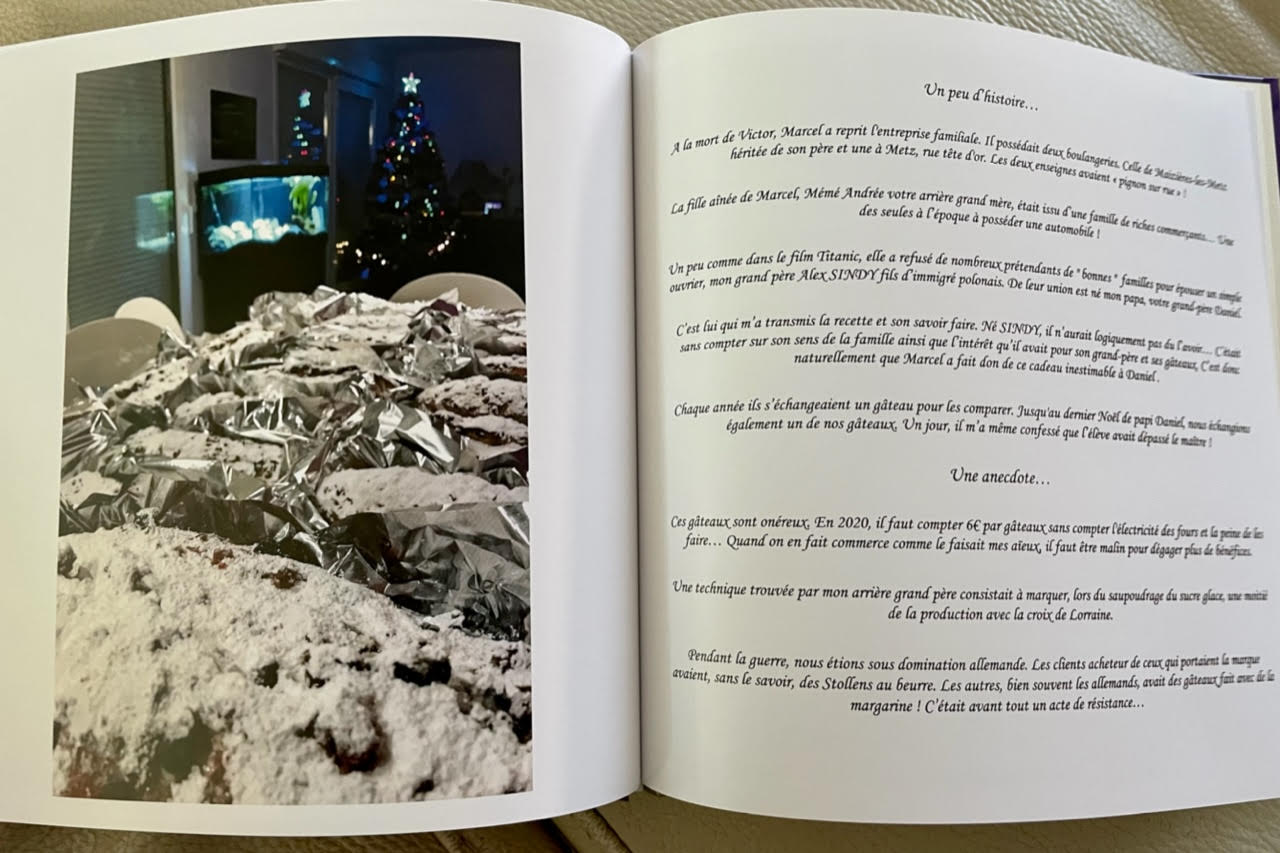 Un peu d'histoire…
A la mort de Victor, Marcel a reprit l'entreprise familiale. Il possédait deux boulangeries. Celle de Maizières-les-Metz
héritée de son père et une à Metz, rue tête d'or. Les deux enseignes avaient « pignon sur rue » !
La fille aînée de Marcel, Mémé Andrée votre arrière grand mère, était issu d'une famille de riches commerçants… Une
des seules à l'époque à posséder une automobile !
Un peu comme dans le film Titanic, elle a refusé de nombreux prétendants de "bonnes" familles pour épouser un simple
ouvrier, mon grand père Alex SINDY fils d'immigré polonais. De leur union est né mon papa, votre grand-père Daniel.
C'est lui qui m'a transmis la recette et son savoir faire. Né SINDY, il n'aurait logiquement pas du l'avoir…. C'était
sans compter sur son sens de la famille ainsi que l'intérêt qu'il avait pour son grand-père et ses gâteaux. C'est donc
naturellement que Marcel a fait don de ce cadeau inestimable à Daniel.
Chaque année ils s'échangeaient un gâteau pour les comparer. Jusqu'au dernier Noël de papi Daniel, nous échangions
également un de nos gâteaux. Un jour, il m'a même confessé que l'élève avait dépassé le maître !
Une anecdote…
Ces gâteaux sont onéreux. En 2020, il faut compter 6€ par gâteaux sans compter l'électricité des fours et la peine de les
faire… Quand on en fait commerce comme le faisait mes aïeux, il faut être malin pour dégager plus de bénéfices.
Une technique trouvée par mon arrière grand père consistait à marquer, lors du saupoudrage du sucre glace, une moitié
de la production avec la croix de Lorraine.
Pendant la guerre, nous étions sous domination allemande. Les clients acheteur de ceux qui portaient la marque
avaient, sans le savoir, des Stollens au beurre. Les autres, bien souvent les allemands, avait des gâteaux fait avec de la
margarine ! C'était avant tout un acte de résistance…